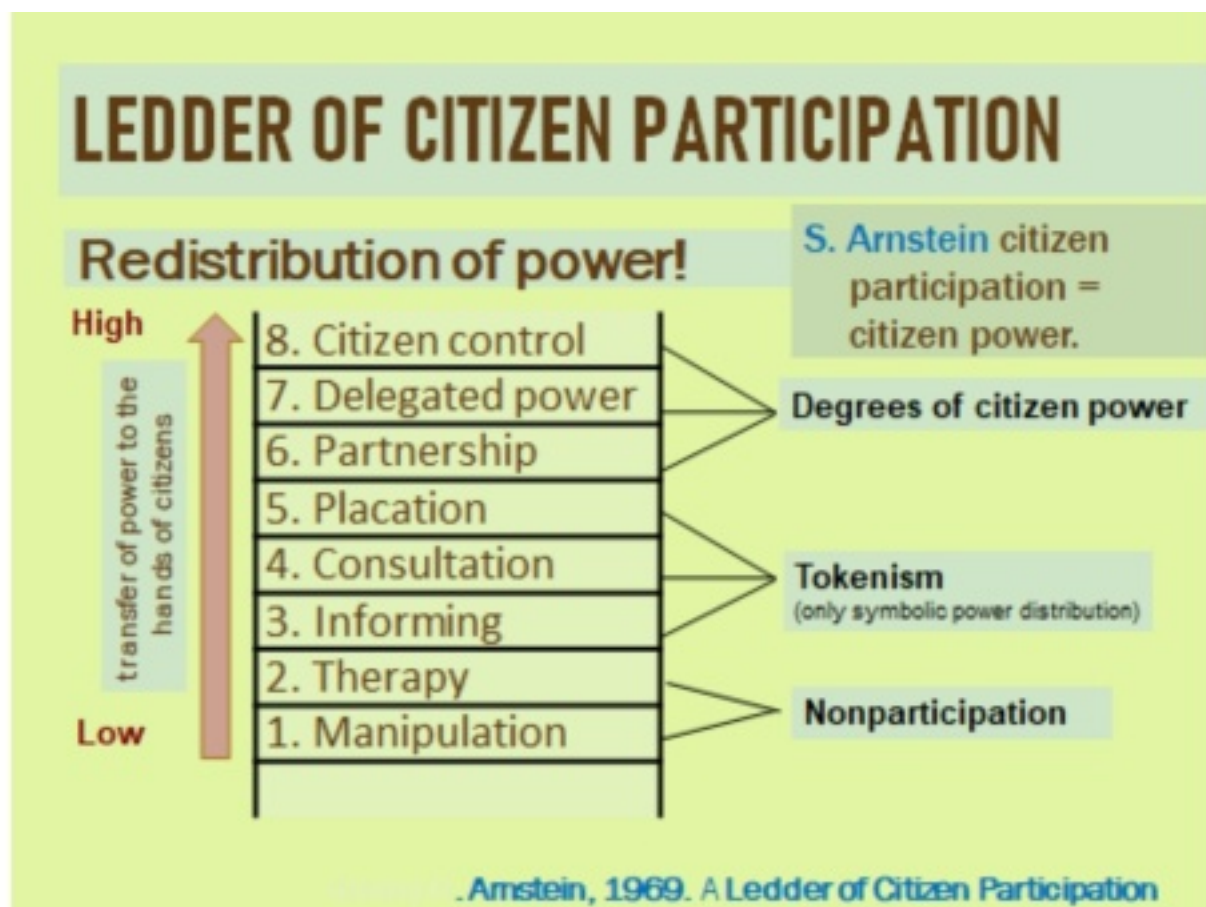 LEDDER OF CITIZEN PARTICIPATION
Redistribution of power!
S. Arnstein citizen
participation =
citizen power.
High
transfer of power to the
hands of citizens
Low
8. Citizen control
7. Delegated power
6. Partnership
5. Placation
4. Consultation
3. Informing
2. Therapy
1. Manipulation
Degrees of citizen power
Tokenism
(only symbolic power distribution)
Nonparticipation
. Arnstein, 1969. A Ledder of Citizen Participation